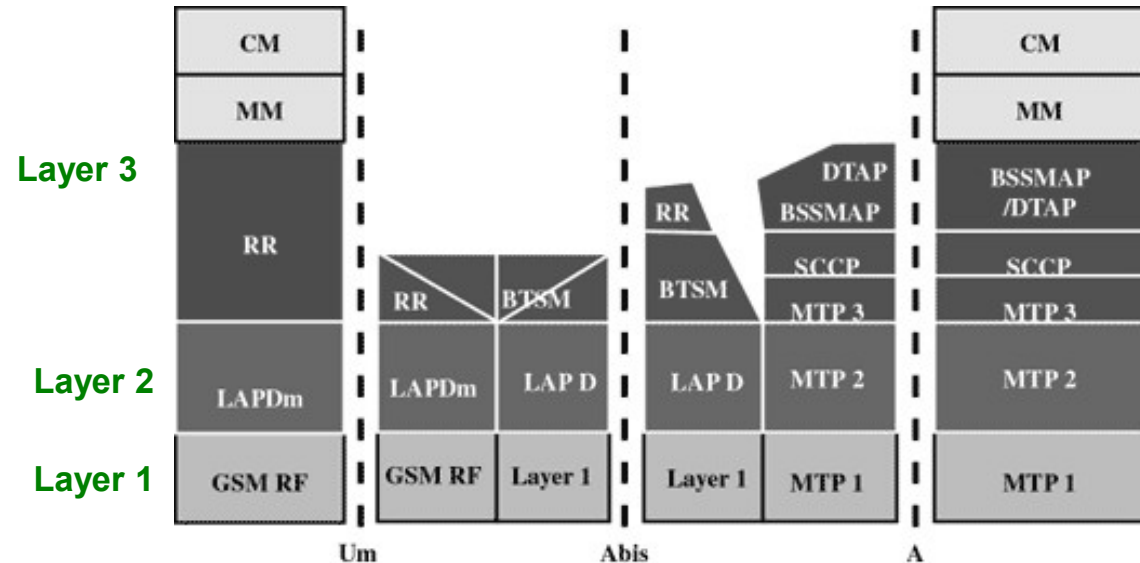 CM
CM
MM
MM
Layer 3
RR
RR
BTSM
RR
BTSM
DTAP
BSSMAP
SCCP
MTP 3
BSSMAP
/DTAP
SCCP
MTP 3
Layer 2
LAPDm
LAPDm
LAP D
LAP D
MTP 2
MTP 2
Layer 1
GSM RF
GSM RF
Layer 1
Layer 1
MTP 1
MTP 1
Um
Abis
A